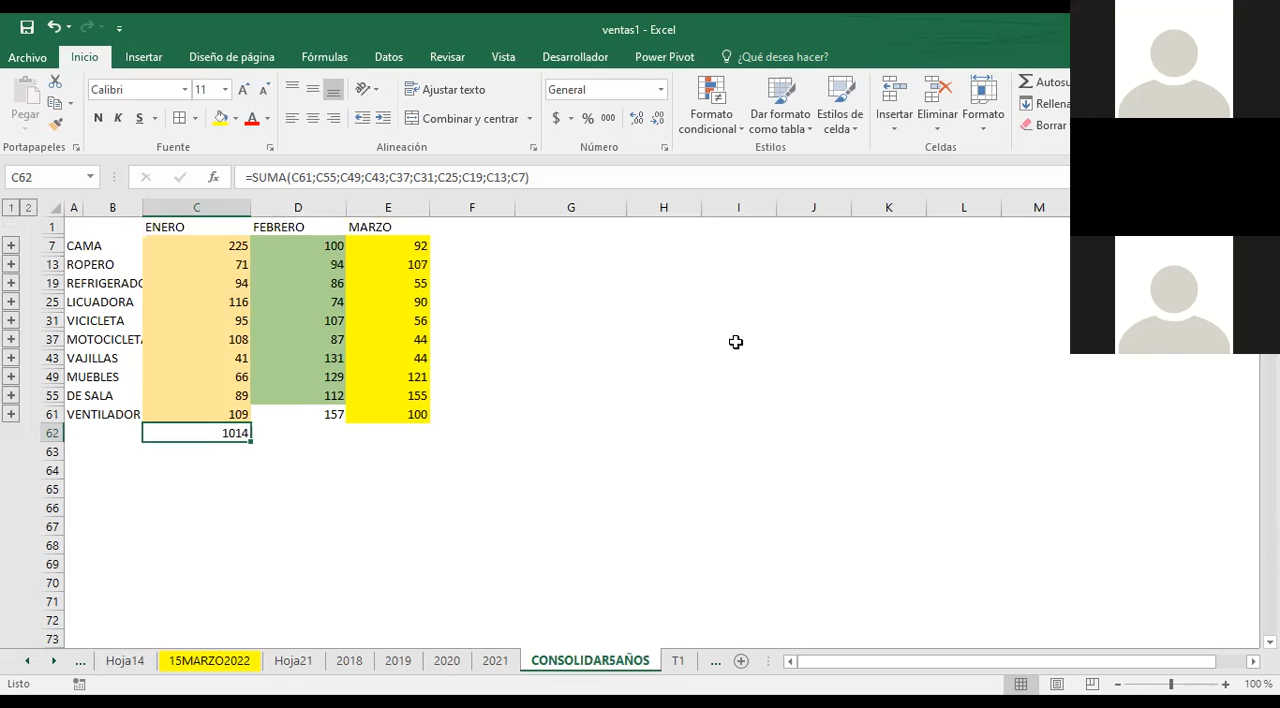 ventas1 - Excel
Archivo Inicio Insertar Diseño de página Fórmulas Datos Revisar Vista Desarrollador Power Pivot ¿Qué desea hacer?
Pegar
Calibri 11
N K S
Ajustar texto
Combinar y centrar
General
$ % 000
Formato condicional
Dar formato como tabla
Estilos de celda
Insertar Eliminar Formato
Autosu
Rellena
Borrar
Portapapeles Fuente Alineación Número Estilos Celdas
C62 fx =SUMA(C61;C55;C49;C43;C37;C31;C25;C19;C13;C7)
1 2 A B C D E F G H I J K L M
1 ENERO FEBRERO MARZO
7 CAMA 225 100 92
13 ROPERO 71 94 107
19 REFRIGERADO 94 86 55
25 LICUADORA 116 74 90
31 VICICLETA 95 107 56
37 MOTOCICLETA 108 87 44
43 VAJILLAS 41 131 44
49 MUEBLES 66 129 121
55 DE SALA 89 112 155
61 VENTILADOR 109 157 100
62 1014
63
64
65
66
67
68
69
70
71
72
73
... Hoja14 15MARZO2022 Hoja21 2018 2019 2020 2021 CONSOLIDAR5AÑOS T1 ...
Listo 100 %